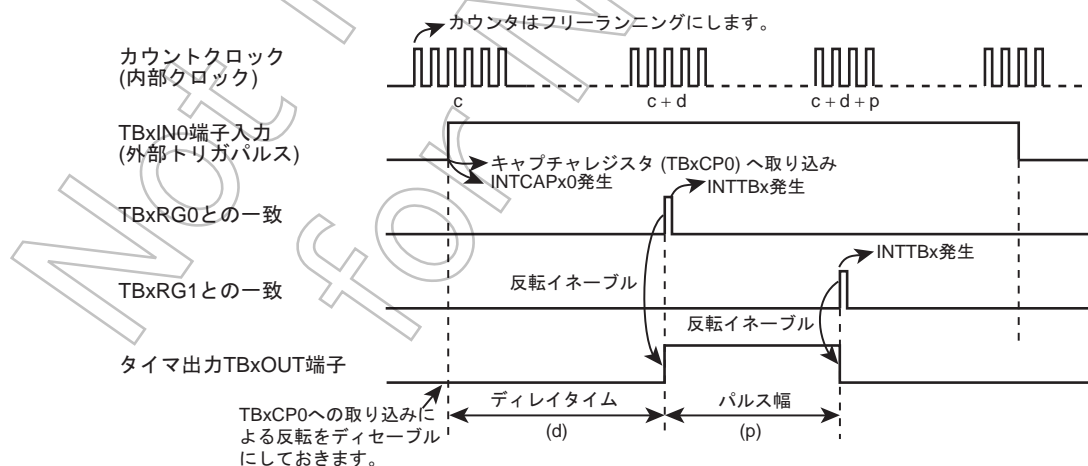 カウンタはフリーランニングにします。
カウントクロック
(内部クロック)
c
c + d
c + d + p
TBxIN0端子入力
(外部トリガパルス)
キャプチャレジスタ (TBxCP0) へ取り込み
INTCAPx0発生
INTTBx発生
TBxRG0との一致
INTTBx発生
反転イネーブル
TBxRG1との一致
反転イネーブル
タイマ出力TBxOUT端子
ディレイタイム
パルス幅
(d)
(p)
TBxCP0への取り込みに
よる反転をディセーブル
にしておきます。
Not
for